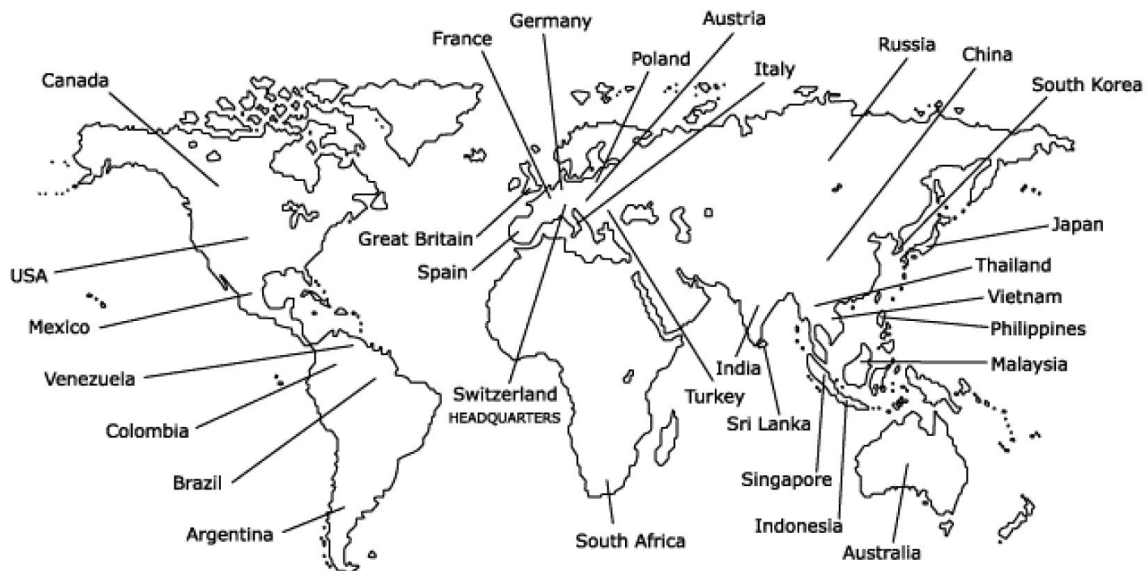 Germany
Austria
France
Poland
Italy
Russia
China
South Korea
Canada
Great Britain
Spain
USA
Mexico
Venezuela
Colombia
Brazil
Argentina
Switzerland
HEADQUARTERS
India
Turkey
Sri Lanka
Japan
Thailand
Vietnam
Philippines
Malaysia
Singapore
Indonesia
Australia
South Africa